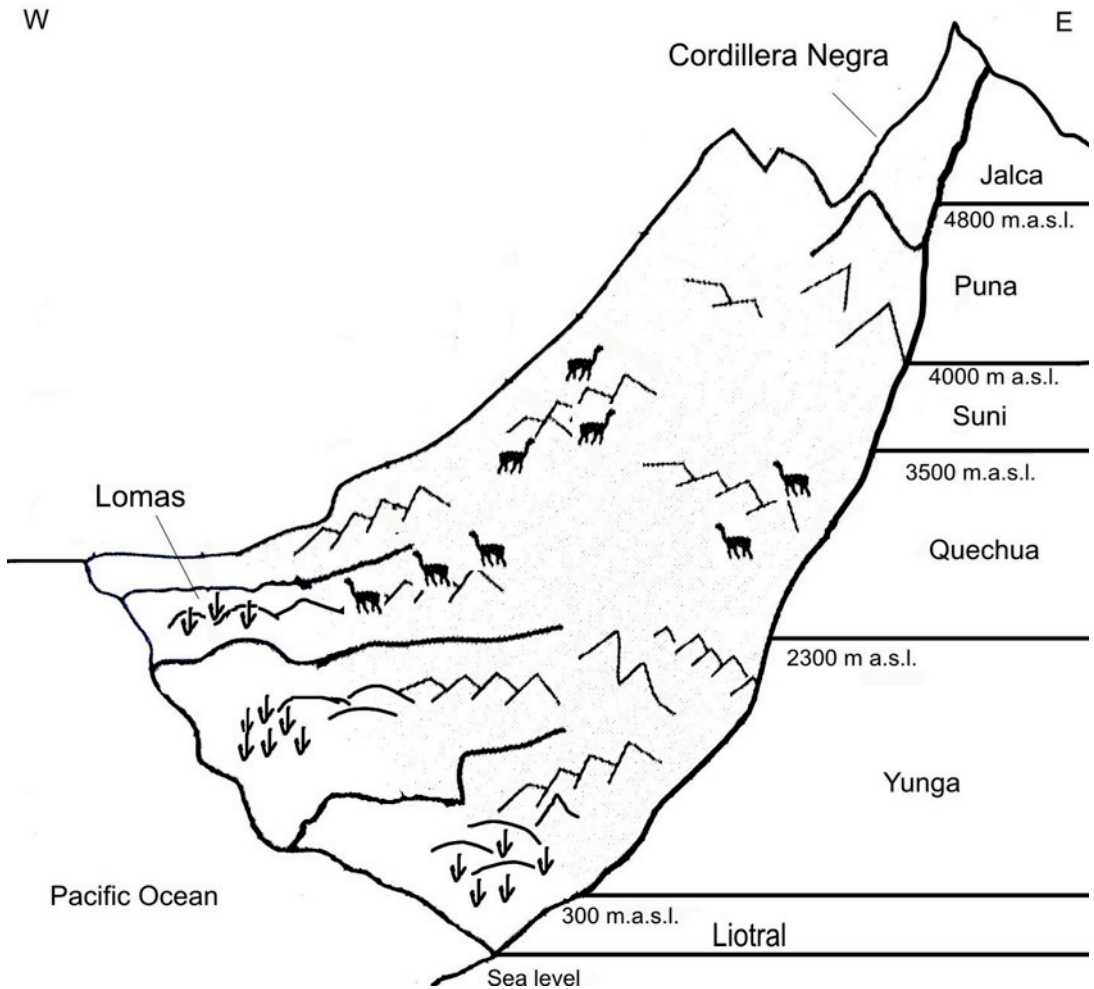 W
E
Cordillera Negra
Jalca
4800 m.a.s.l.
Puna
4000 m a.s.l.
Suni
3500 m.a.s.l.
Lomas
Quechua
2300 m a.s.l.
Yunga
Pacific Ocean
300 m.a.s.l.
Liotral
Sea level